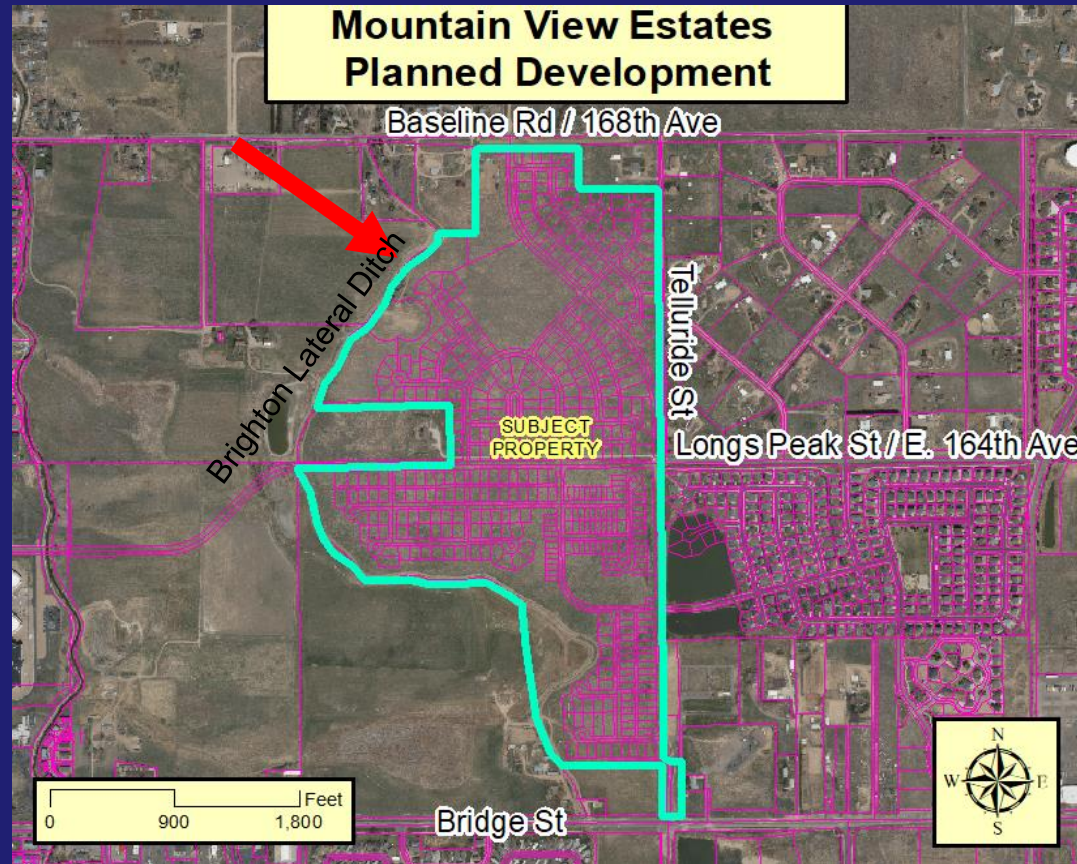 Mountain View Estates
Planned Development
Baseline Rd / 168th Ave
Brighton Lateral Ditch
Telluride St
SUBJECT
PROPERTY
Longs Peak St / E. 164th Ave
N
W
E
S
Feet
0
900
1,800
Bridge St